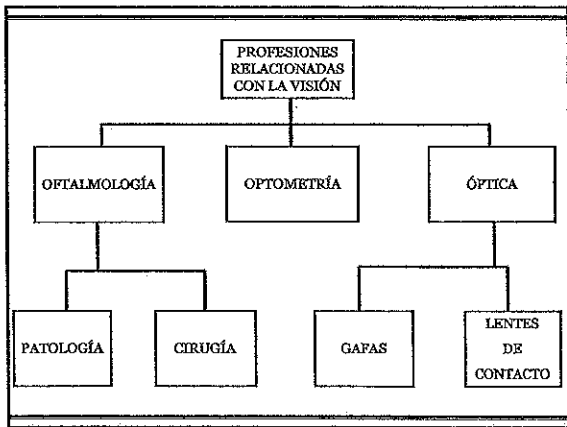 PROFESIONES
RELACIONADAS
CON LA VISIÓN
OFTALMOLOGÍA
OPTOMETRÍA
ÓPTICA
PATOLOGÍA
CIRUGÍA
GAFAS
LENTES
DE
CONTACTO